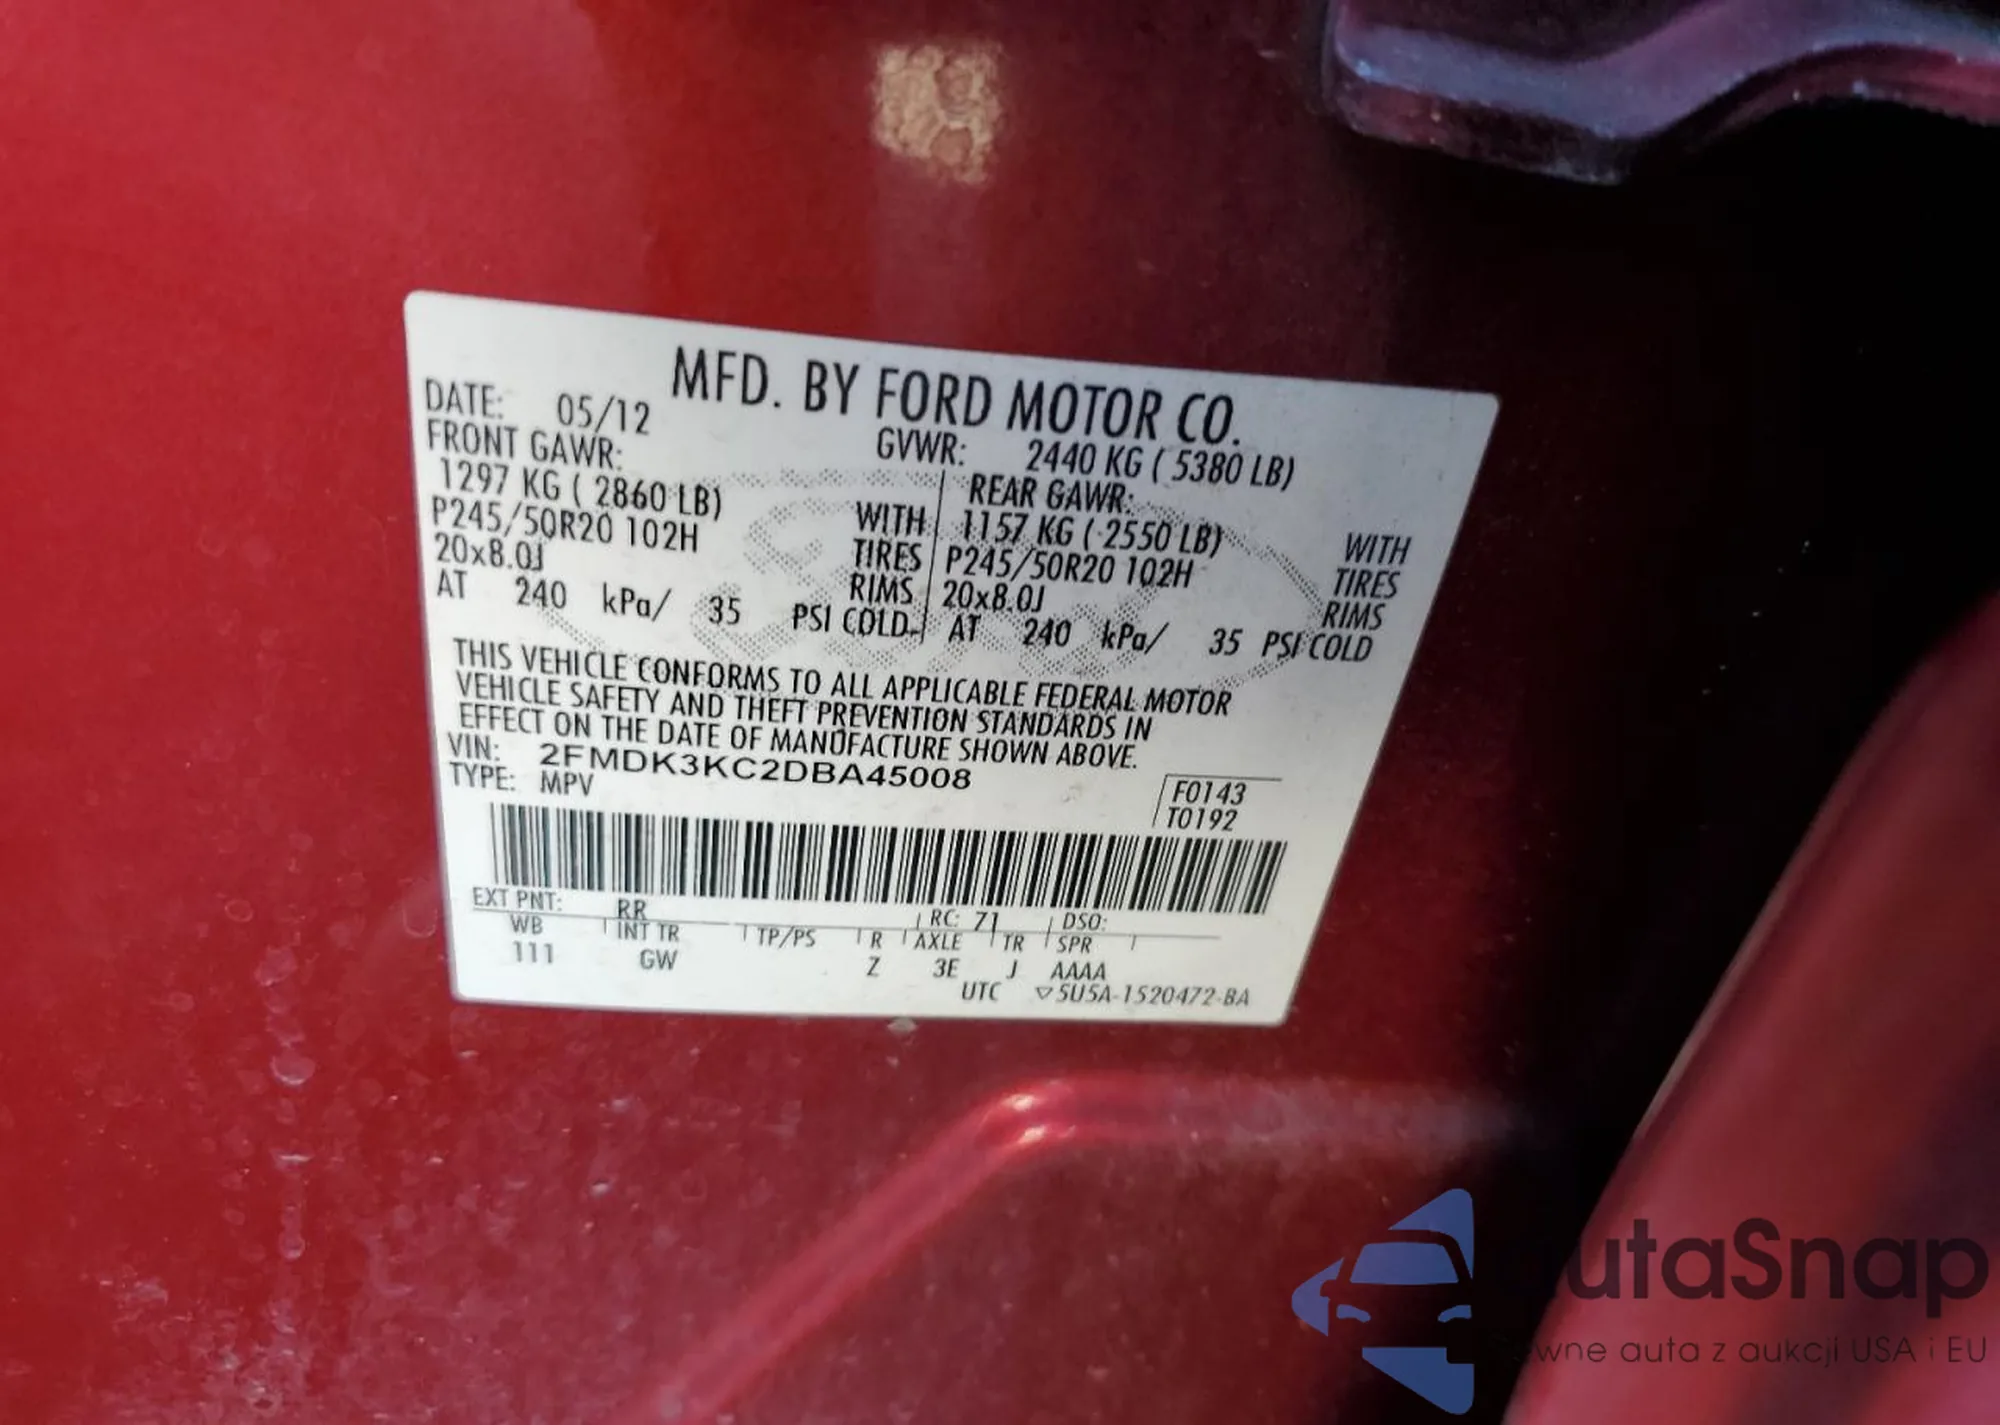 MFD. BY FORD MOTOR CO.
DATE: 05/12 GVWR: 2440 KG ( 5380 LB)
FRONT GAWR: REAR GAWR:
1297 KG ( 2860 LB) WITH 1157 KG ( 2550 LB) WITH
P245/50R20 102H TIRES P245/50R20 102H TIRES
20x8.0J RIMS 20x8.0J RIMS
AT 240 kPa/ 35 PSI COLD AT 240 kPa/ 35 PSI COLD
THIS VEHICLE CONFORMS TO ALL APPLICABLE FEDERAL MOTOR
VEHICLE SAFETY AND THEFT PREVENTION STANDARDS IN
EFFECT ON THE DATE OF MANUFACTURE SHOWN ABOVE.
VIN: 2FMDK3KC2DBA45008
TYPE: MPV
F0143
T0192
EXT PNT: RR RC: 71 DSO:
WB INT TR TP/PS R AXLE TR SPR
111 GW Z 3E J AAAA
UTC ▽5U5A-1520472-BA
autaSnap
auta z aukcji USA i EU